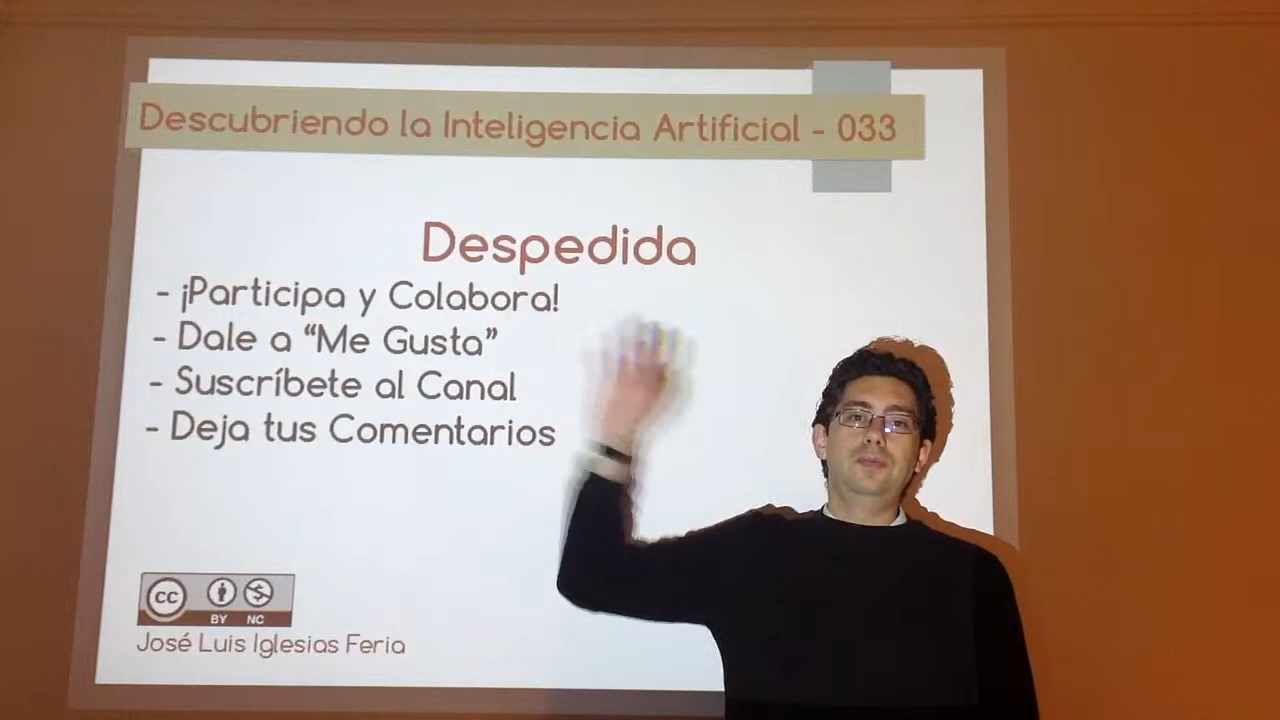 Descubriendo la Inteligencia Artificial - 033
Despedida
- ¡Participa y Colabora!
- Dale a “Me Gusta”
- Suscríbete al Canal
- Deja tus Comentarios
cc
BY NC
José Luis Iglesias Feria